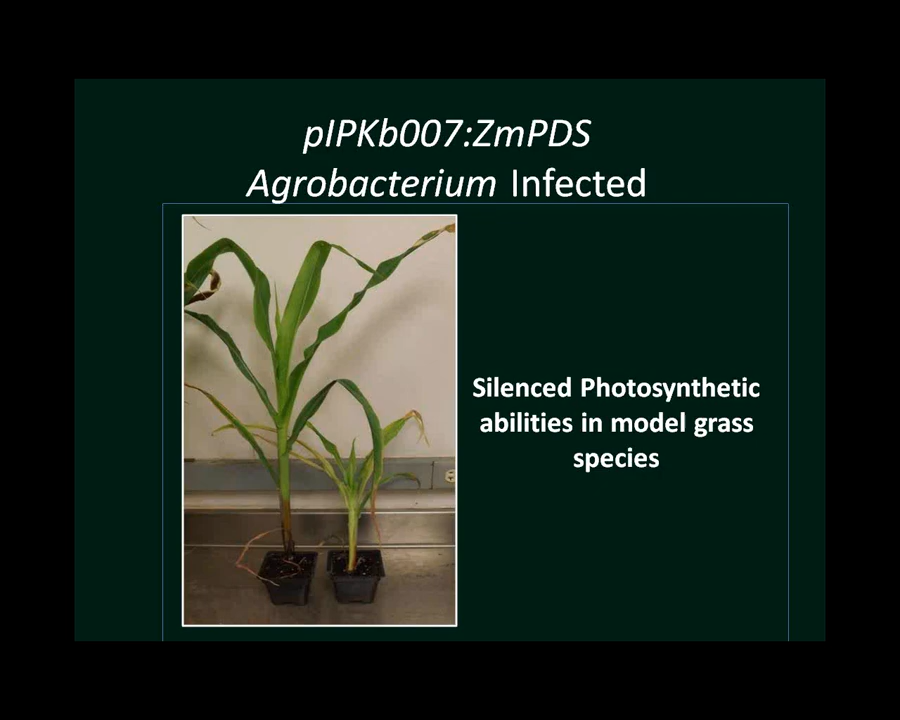 pIPKb007:ZmPDS
Agrobacterium Infected
Silenced Photosynthetic
abilities in model grass
species